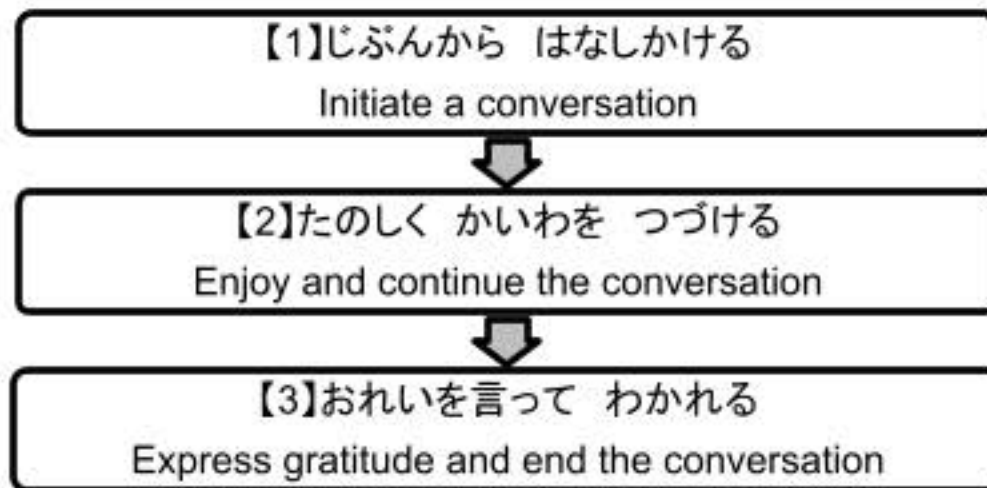 【1】じぶんから はなしかける
Initiate a conversation
【2】たのしく かいわを つづける
Enjoy and continue the conversation
【3】おれいを言って わかれる
Express gratitude and end the conversation